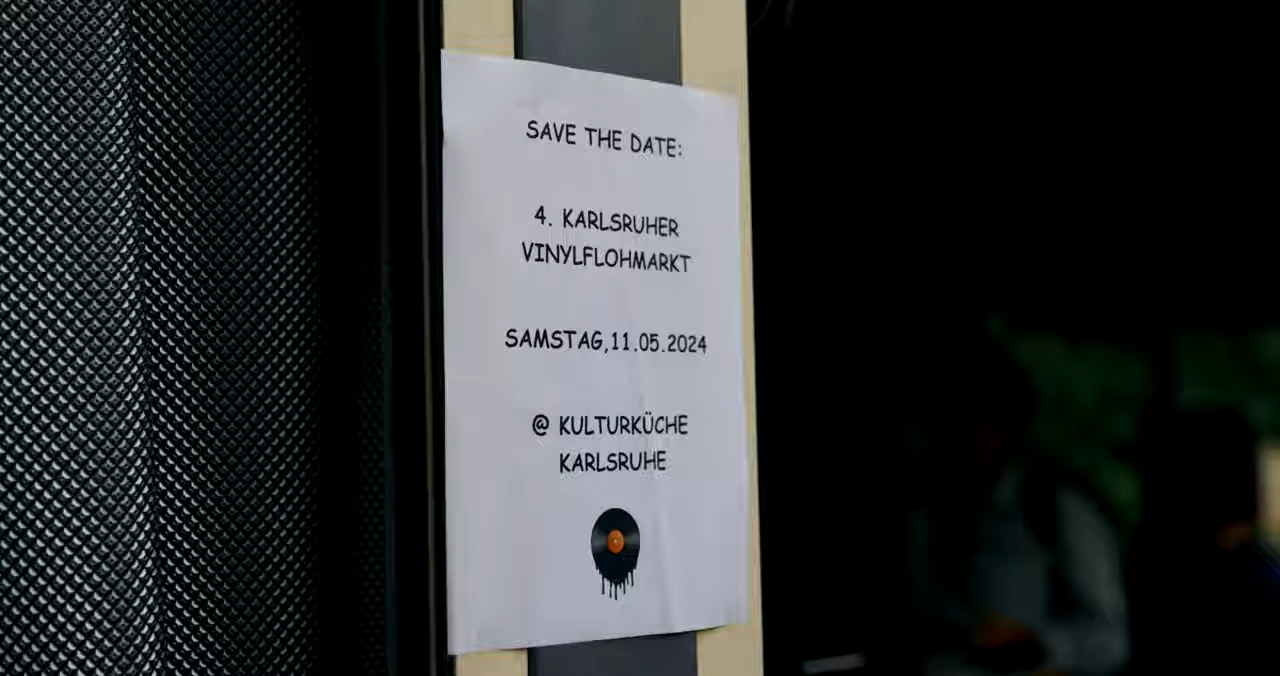 SAVE THE DATE:
4. KARLSRUHER
VINYLFLOHMARKT
SAMSTAG,11.05.2024
@ KULTURKÜCHE
KARLSRUHE